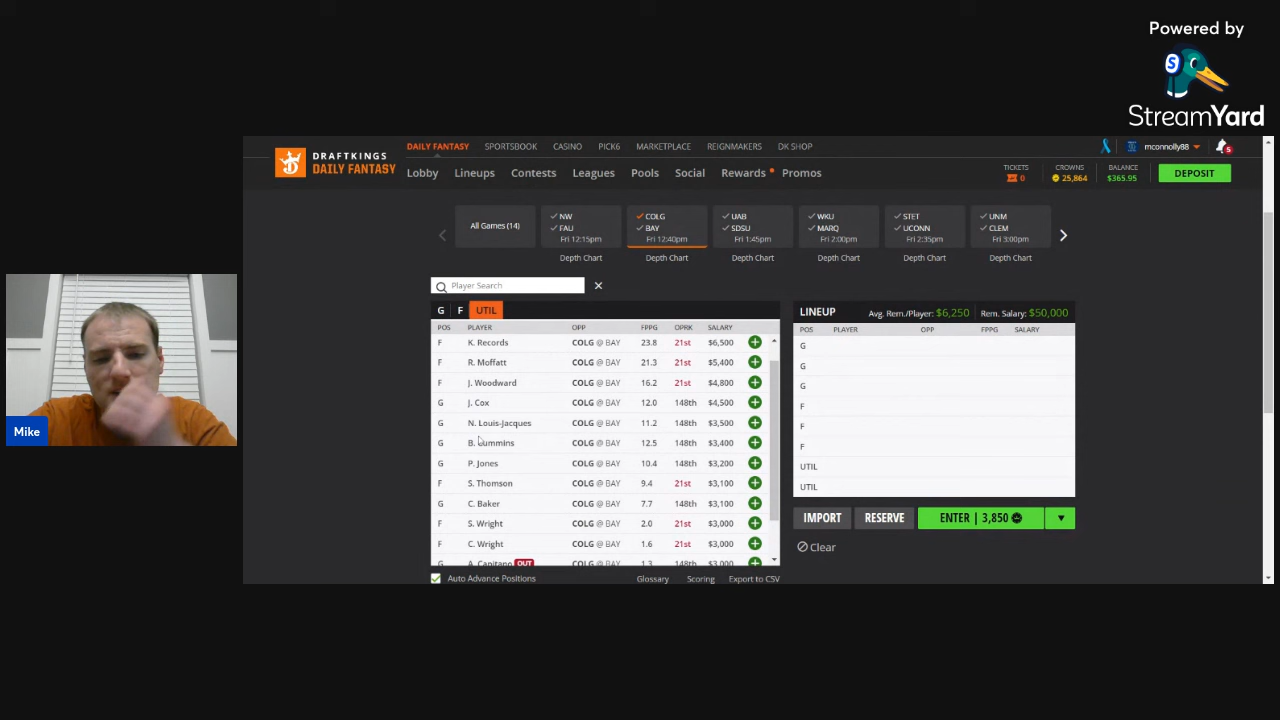 Powered by
S
StreamYard
DRAFTKINGS
DAILY FANTASY
DAILY FANTASY SPORTSBOOK CASINO PICK6 MARKETPLACE REIGNMAKERS DK SHOP
mconnolly88
5
Lobby Lineups Contests Leagues Pools Social Rewards Promos
TICKETS CROWNS BALANCE
0 25,864 $365.95
DEPOSIT
All Games (14)
NW
FAU
Fri 12:15pm
Depth Chart
COLG
BAY
Fri 12:40pm
Depth Chart
UAB
SDSU
Fri 1:45pm
Depth Chart
WKU
MARQ
Fri 2:00pm
Depth Chart
STET
UCONN
Fri 2:35pm
Depth Chart
UNM
CLEM
Fri 3:00pm
Depth Chart
Player Search
G F UTIL
POS PLAYER OPP FPPG OPRK SALARY
F K. Records COLG @ BAY 23.8 21st $6,500
F R. Moffatt COLG @ BAY 21.3 21st $5,400
F J. Woodward COLG @ BAY 16.2 21st $4,800
G J. Cox COLG @ BAY 12.0 148th $4,500
G N. Louis-Jacques COLG @ BAY 11.2 148th $3,500
G B. Cummins COLG @ BAY 12.5 148th $3,400
G P. Jones COLG @ BAY 10.4 148th $3,200
F S. Thomson COLG @ BAY 9.4 21st $3,100
G C. Baker COLG @ BAY 7.7 148th $3,100
F S. Wright COLG @ BAY 2.0 21st $3,000
F C. Wright COLG @ BAY 1.6 21st $3,000
G A. Capitano OUT COLG @ BAY 1.3 148th $3,000
Auto Advance Positions Glossary Scoring Export to CSV
LINEUP Avg. Rem./Player: $6,250 Rem. Salary: $50,000
POS PLAYER OPP FPPG SALARY
G
G
G
F
F
F
UTIL
UTIL
IMPORT RESERVE ENTER | 3,850
Clear
Mike